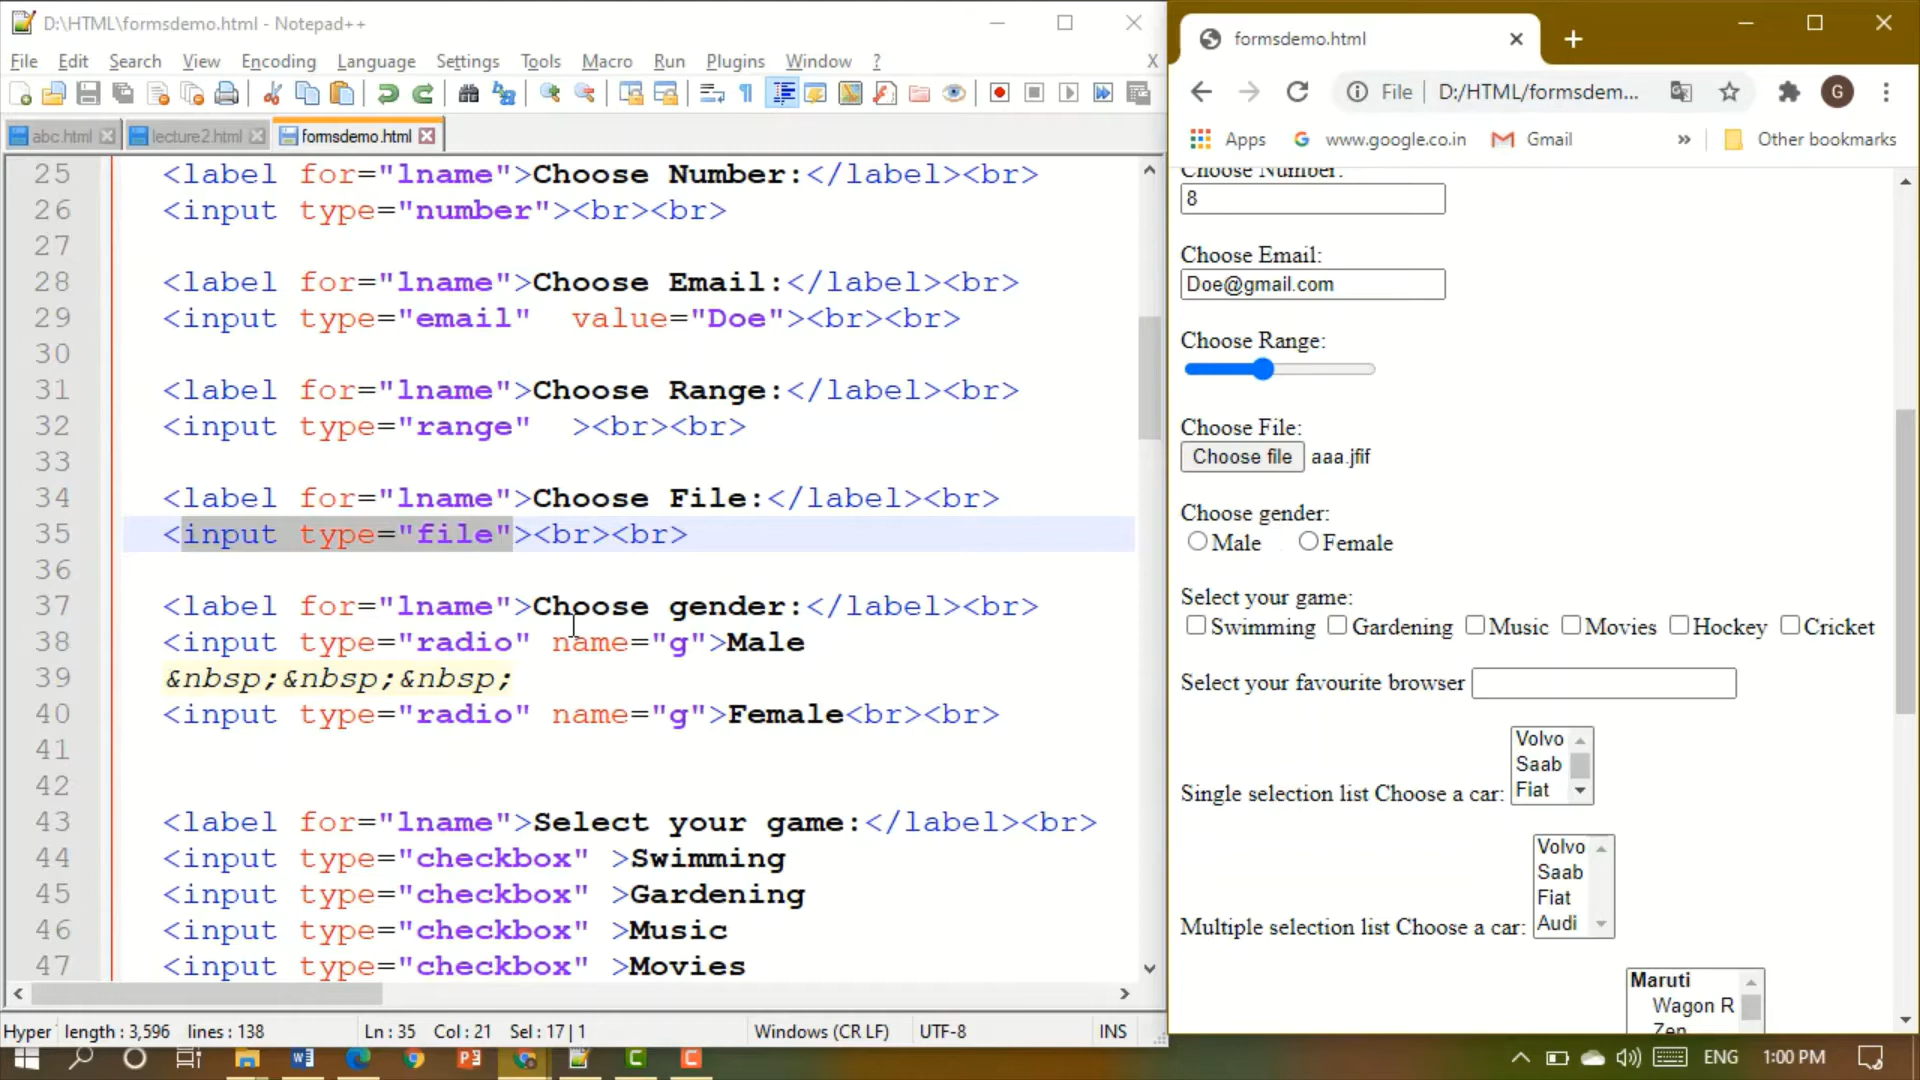 D:\HTML\formsdemo.html - Notepad++
File Edit Search View Encoding Language Settings Tools Macro Run Plugins Window ? X
abc.html lecture2.html formsdemo.html
25 <label for="lname">Choose Number:</label><br>
26 <input type="number"><br><br>
27
28 <label for="lname">Choose Email:</label><br>
29 <input type="email"  value="Doe"><br><br>
30
31 <label for="lname">Choose Range:</label><br>
32 <input type="range"  ><br><br>
33
34 <label for="lname">Choose File:</label><br>
35 <input type="file"><br><br>
36
37 <label for="lname">Choose gender:</label><br>
38 <input type="radio" name="g">Male
39 &nbsp;&nbsp;&nbsp;
40 <input type="radio" name="g">Female<br><br>
41
42
43 <label for="lname">Select your game:</label><br>
44 <input type="checkbox" >Swimming
45 <input type="checkbox" >Gardening
46 <input type="checkbox" >Music
47 <input type="checkbox" >Movies
Hyper length : 3,596 lines : 138 Ln : 35 Col : 21 Sel : 17 | 1 Windows (CR LF) UTF-8 INS
formsdemo.html
File D:/HTML/formsdem... G
Apps www.google.co.in Gmail » Other bookmarks
Choose Number:
8
Choose Email:
Doe@gmail.com
Choose Range:
Choose File:
Choose file aaa.jfif
Choose gender:
Male Female
Select your game:
Swimming Gardening Music Movies Hockey Cricket
Select your favourite browser
Volvo
Saab
Fiat
Single selection list Choose a car:
Volvo
Saab
Fiat
Audi
Multiple selection list Choose a car:
Maruti
Wagon R
Zen
ENG 1:00 PM